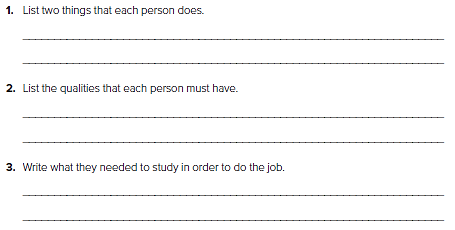 1. List two things that each person does.
2. List the qualities that each person must have.
3. Write what they needed to study in order to do the job.